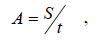 A = S/t ,